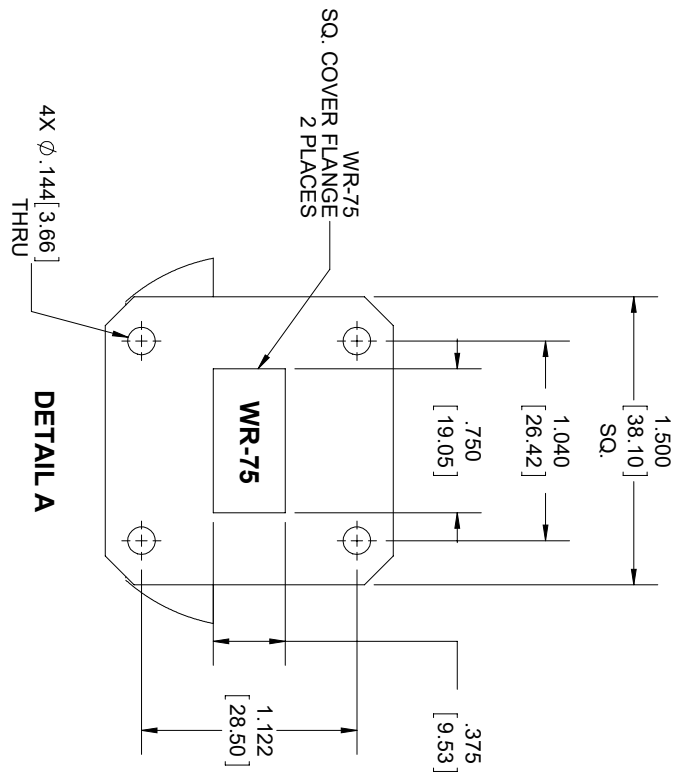 WR-75
SQ. COVER FLANGE
2 PLACES
4X Ø.144[3.66]
THRU
1.500
[38.10]
SQ.
1.040
[26.42]
.750
[19.05]
WR-75
.375
[9.53]
1.122
[28.50]
DETAIL A